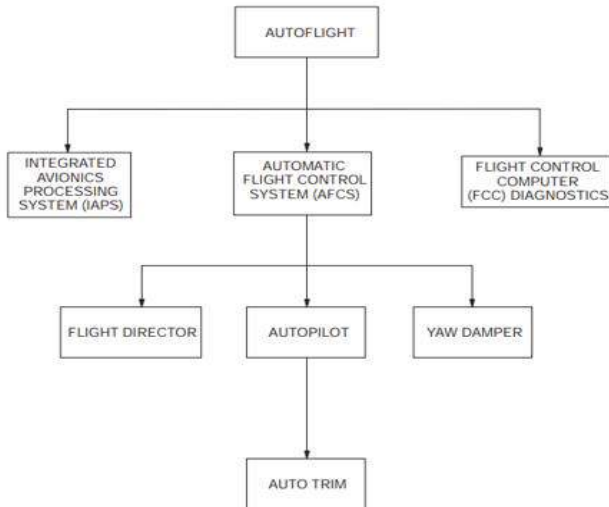 AUTOFLIGHT
INTEGRATED
AVIONICS
PROCESSING
SYSTEM (IAPS)
AUTOMATIC
FLIGHT CONTROL
SYSTEM (AFCS)
FLIGHT CONTROL
COMPUTER
(FCC) DIAGNOSTICS
FLIGHT DIRECTOR
AUTOPILOT
YAW DAMPER
AUTO TRIM